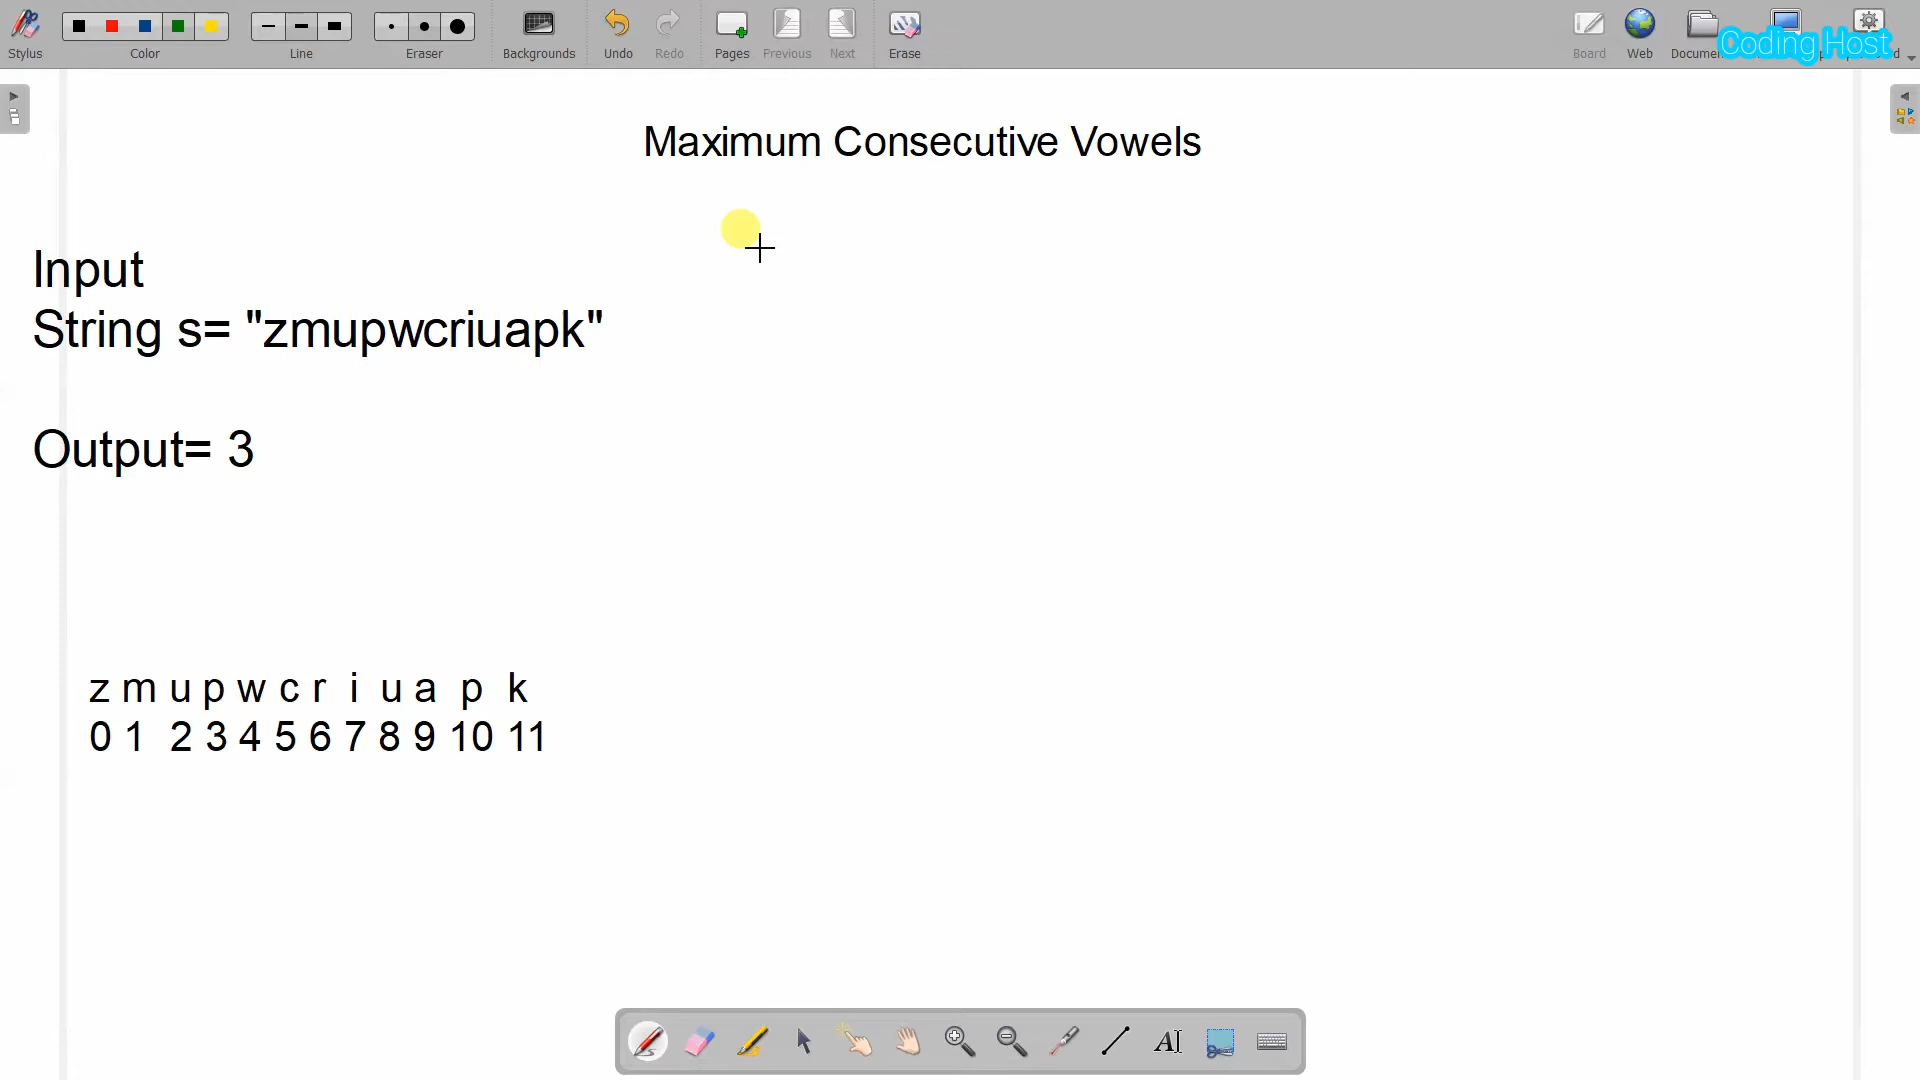 Stylus Color Line Eraser Backgrounds Undo Redo Pages Previous Next Erase Board Web Documen
Coding Host
Maximum Consecutive Vowels
Input
String s= "zmupwcriuapk"
Output= 3
z m u p w c r i u a p k
0 1 2 3 4 5 6 7 8 9 10 11